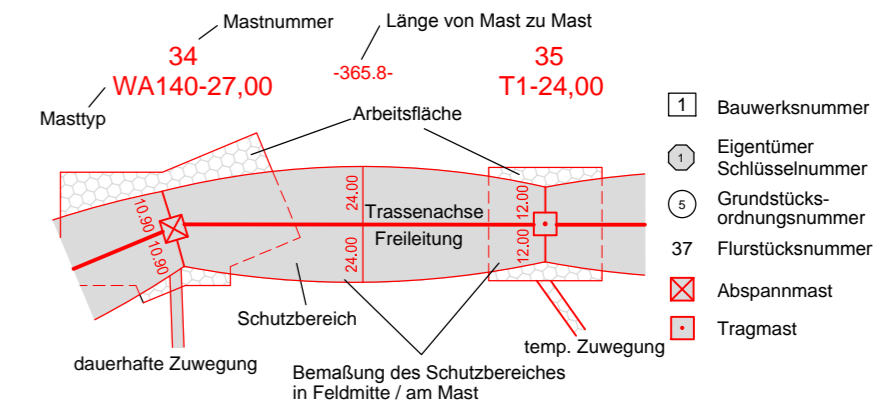 Mastnummer
Länge von Mast zu Mast
34
WA140-27,00
-365.8-
35
T1-24,00
Masttyp
Arbeitsfläche
10.90
10.90
24.00
24.00
Trassenachse
Freileitung
12.00
12.00
Schutzbereich
dauerhafte Zuwegung
Bemaßung des Schutzbereiches
in Feldmitte / am Mast
temp. Zuwegung
1 Bauwerksnummer
1 Eigentümer
Schlüsselnummer
5 Grundstücks-
ordnungsnummer
37 Flurstücksnummer
Abspannmast
Tragmast